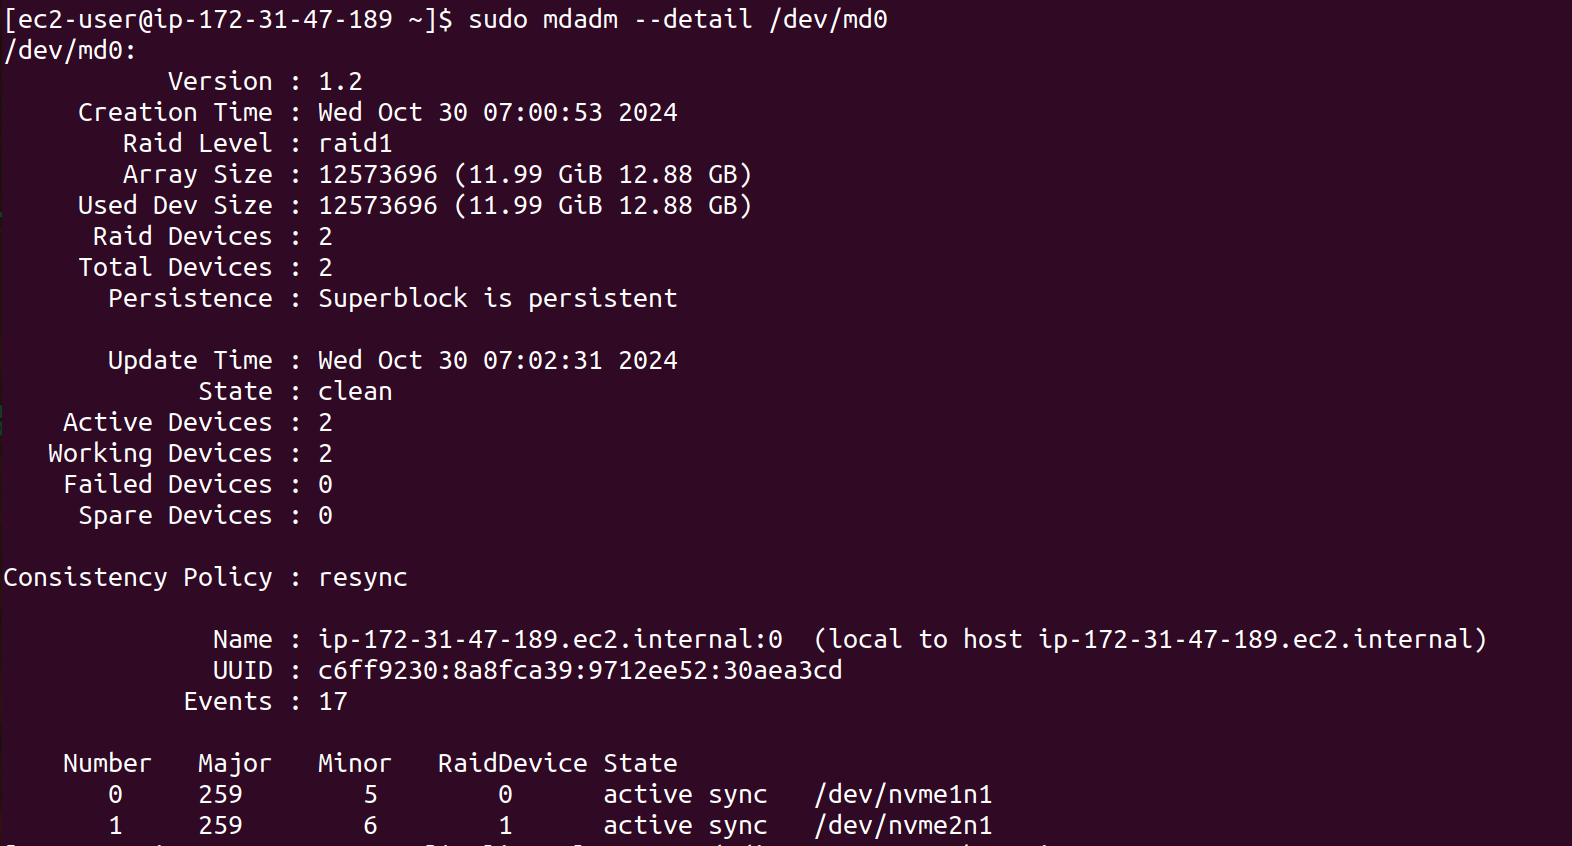 [ec2-user@ip-172-31-47-189 ~]$ sudo mdadm --detail /dev/md0
/dev/md0:
           Version : 1.2
     Creation Time : Wed Oct 30 07:00:53 2024
        Raid Level : raid1
        Array Size : 12573696 (11.99 GiB 12.88 GB)
     Used Dev Size : 12573696 (11.99 GiB 12.88 GB)
      Raid Devices : 2
     Total Devices : 2
       Persistence : Superblock is persistent

       Update Time : Wed Oct 30 07:02:31 2024
             State : clean
    Active Devices : 2
   Working Devices : 2
    Failed Devices : 0
     Spare Devices : 0

Consistency Policy : resync

              Name : ip-172-31-47-189.ec2.internal:0  (local to host ip-172-31-47-189.ec2.internal)
              UUID : c6ff9230:8a8fca39:9712ee52:30aea3cd
            Events : 17

    Number   Major   Minor   RaidDevice State
       0     259        5        0      active sync   /dev/nvme1n1
       1     259        6        1      active sync   /dev/nvme2n1